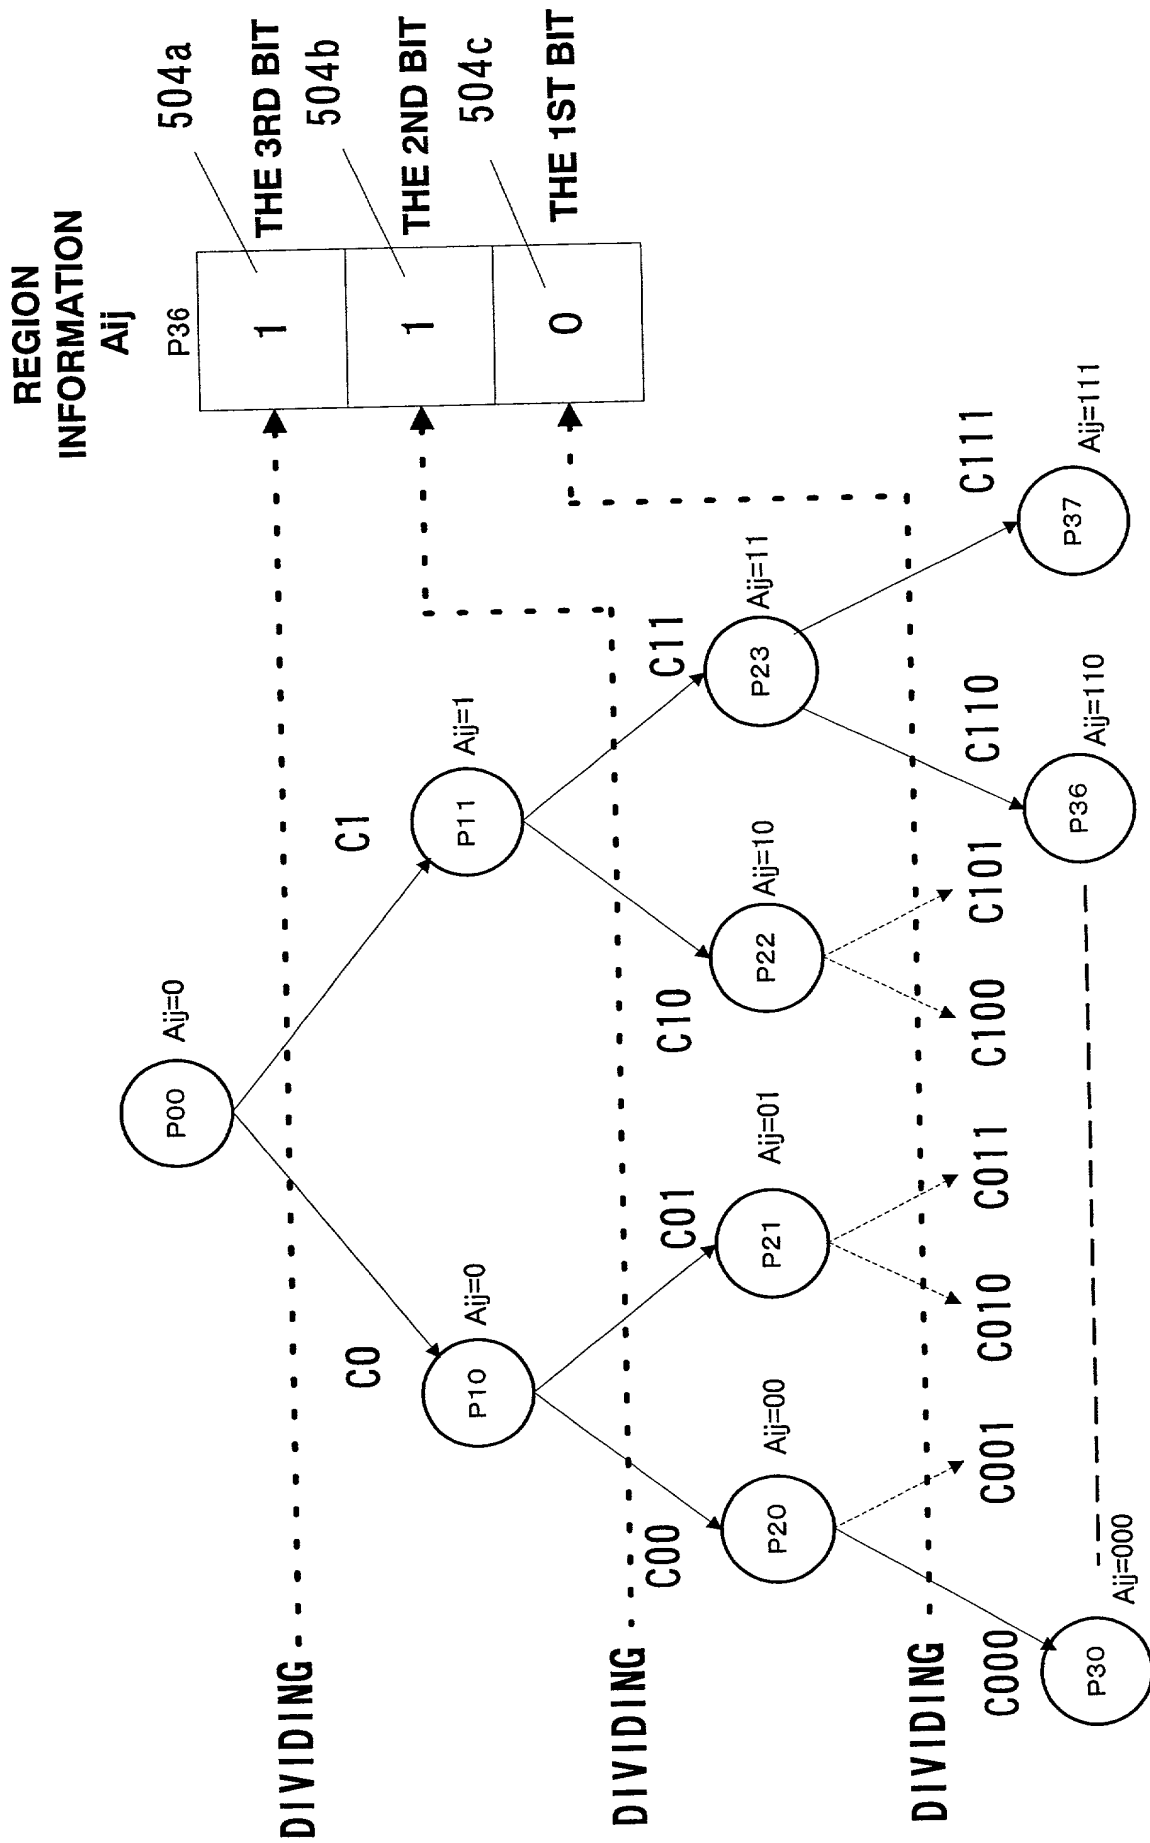 REGION
INFORMATION
Aij
P36
1
504a
THE 3RD BIT
1
504b
THE 2ND BIT
0
504c
THE 1ST BIT
P00
Aij=0
DIVIDING
C0
C1
P10
Aij=0
P11
Aij=1
DIVIDING
C00
C01
C10
C11
P20
Aij=00
P21
Aij=01
P22
Aij=10
P23
Aij=11
DIVIDING
C000
C001
C010
C011
C100
C101
C110
C111
P30
Aij=000
P36
Aij=110
P37
Aij=111